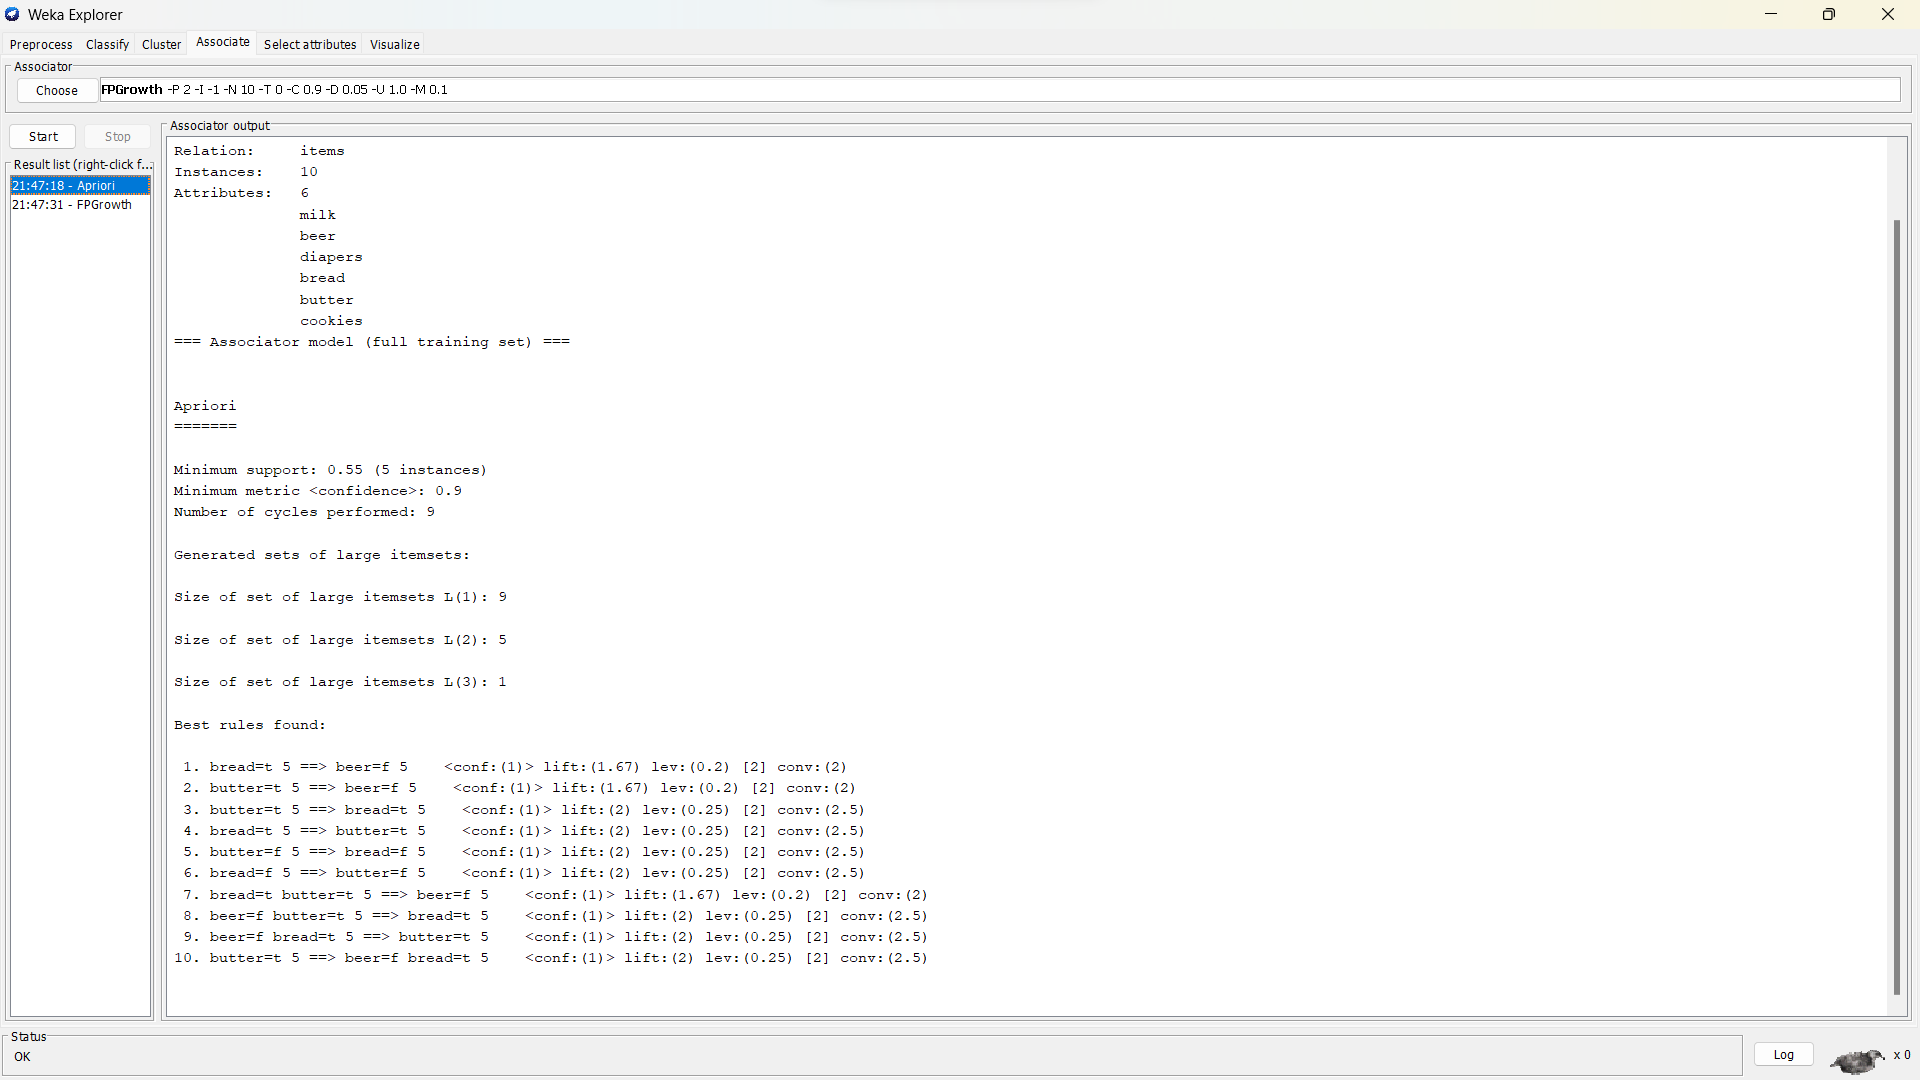 Weka Explorer
Preprocess Classify Cluster Associate Select attributes Visualize
Associator
Choose FPGrowth -P 2 -I -1 -N 10 -T 0 -C 0.9 -D 0.05 -U 1.0 -M 0.1
Start Stop
Result list (right-click f...
21:47:18 - Apriori
21:47:31 - FPGrowth
Associator output
Relation:     items
Instances:    10
Attributes:   6
              milk
              beer
              diapers
              bread
              butter
              cookies
=== Associator model (full training set) ===
Apriori
=======
Minimum support: 0.55 (5 instances)
Minimum metric <confidence>: 0.9
Number of cycles performed: 9
Generated sets of large itemsets:
Size of set of large itemsets L(1): 9
Size of set of large itemsets L(2): 5
Size of set of large itemsets L(3): 1
Best rules found:
 1. bread=t 5 ==> beer=f 5    <conf:(1)> lift:(1.67) lev:(0.2) [2] conv:(2)
 2. butter=t 5 ==> beer=f 5    <conf:(1)> lift:(1.67) lev:(0.2) [2] conv:(2)
 3. butter=t 5 ==> bread=t 5    <conf:(1)> lift:(2) lev:(0.25) [2] conv:(2.5)
 4. bread=t 5 ==> butter=t 5    <conf:(1)> lift:(2) lev:(0.25) [2] conv:(2.5)
 5. butter=f 5 ==> bread=f 5    <conf:(1)> lift:(2) lev:(0.25) [2] conv:(2.5)
 6. bread=f 5 ==> butter=f 5    <conf:(1)> lift:(2) lev:(0.25) [2] conv:(2.5)
 7. bread=t butter=t 5 ==> beer=f 5    <conf:(1)> lift:(1.67) lev:(0.2) [2] conv:(2)
 8. beer=f butter=t 5 ==> bread=t 5    <conf:(1)> lift:(2) lev:(0.25) [2] conv:(2.5)
 9. beer=f bread=t 5 ==> butter=t 5    <conf:(1)> lift:(2) lev:(0.25) [2] conv:(2.5)
10. butter=t 5 ==> beer=f bread=t 5    <conf:(1)> lift:(2) lev:(0.25) [2] conv:(2.5)
Status
OK
Log
x 0